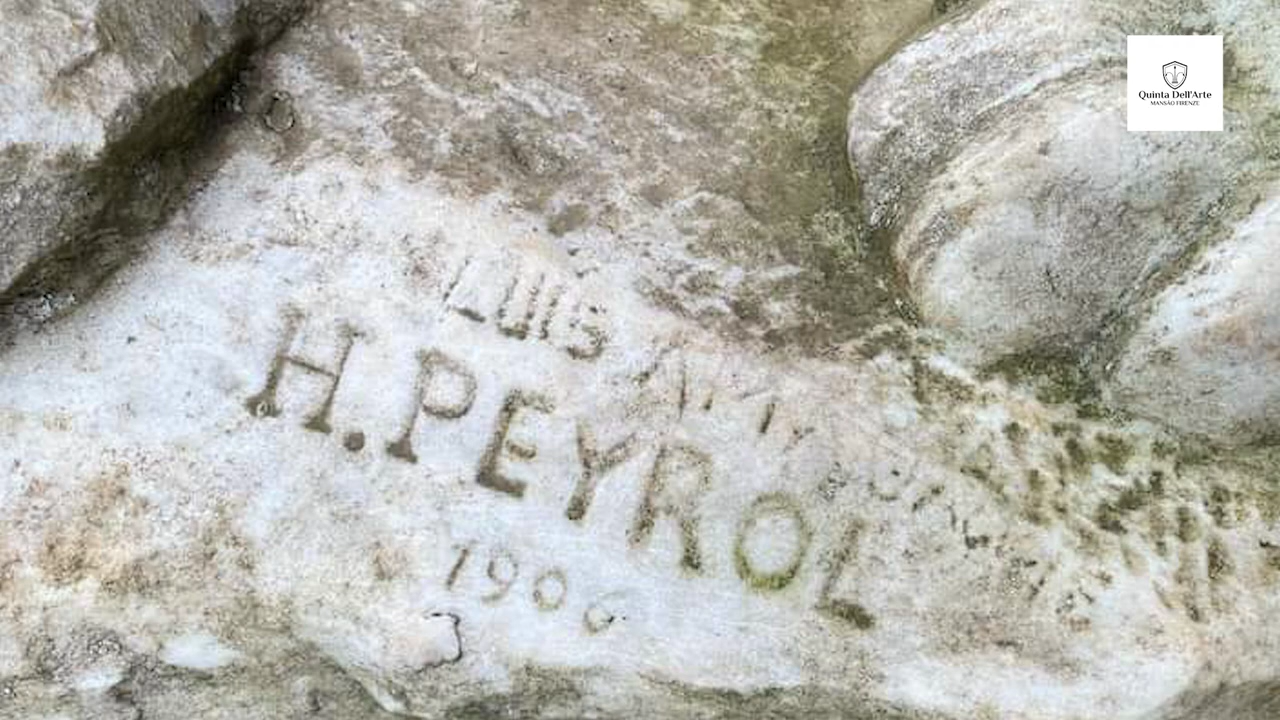 Quinta Dell'Arte
MANSÃO FIRENZE
LUIS
H. PEYROL
1906